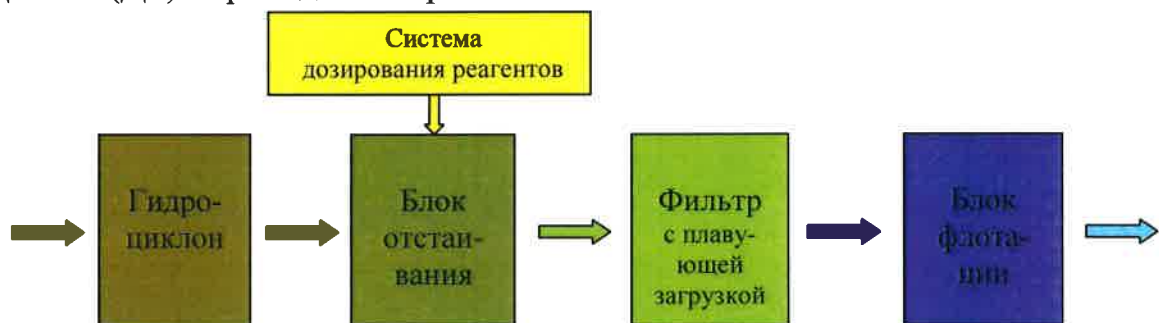 Система
дозирования реагентов
Гидро-
циклон
Блок
отстаи-
вания
Фильтр
с плаву-
ющей
загрузкой
Блок
флота-
ции